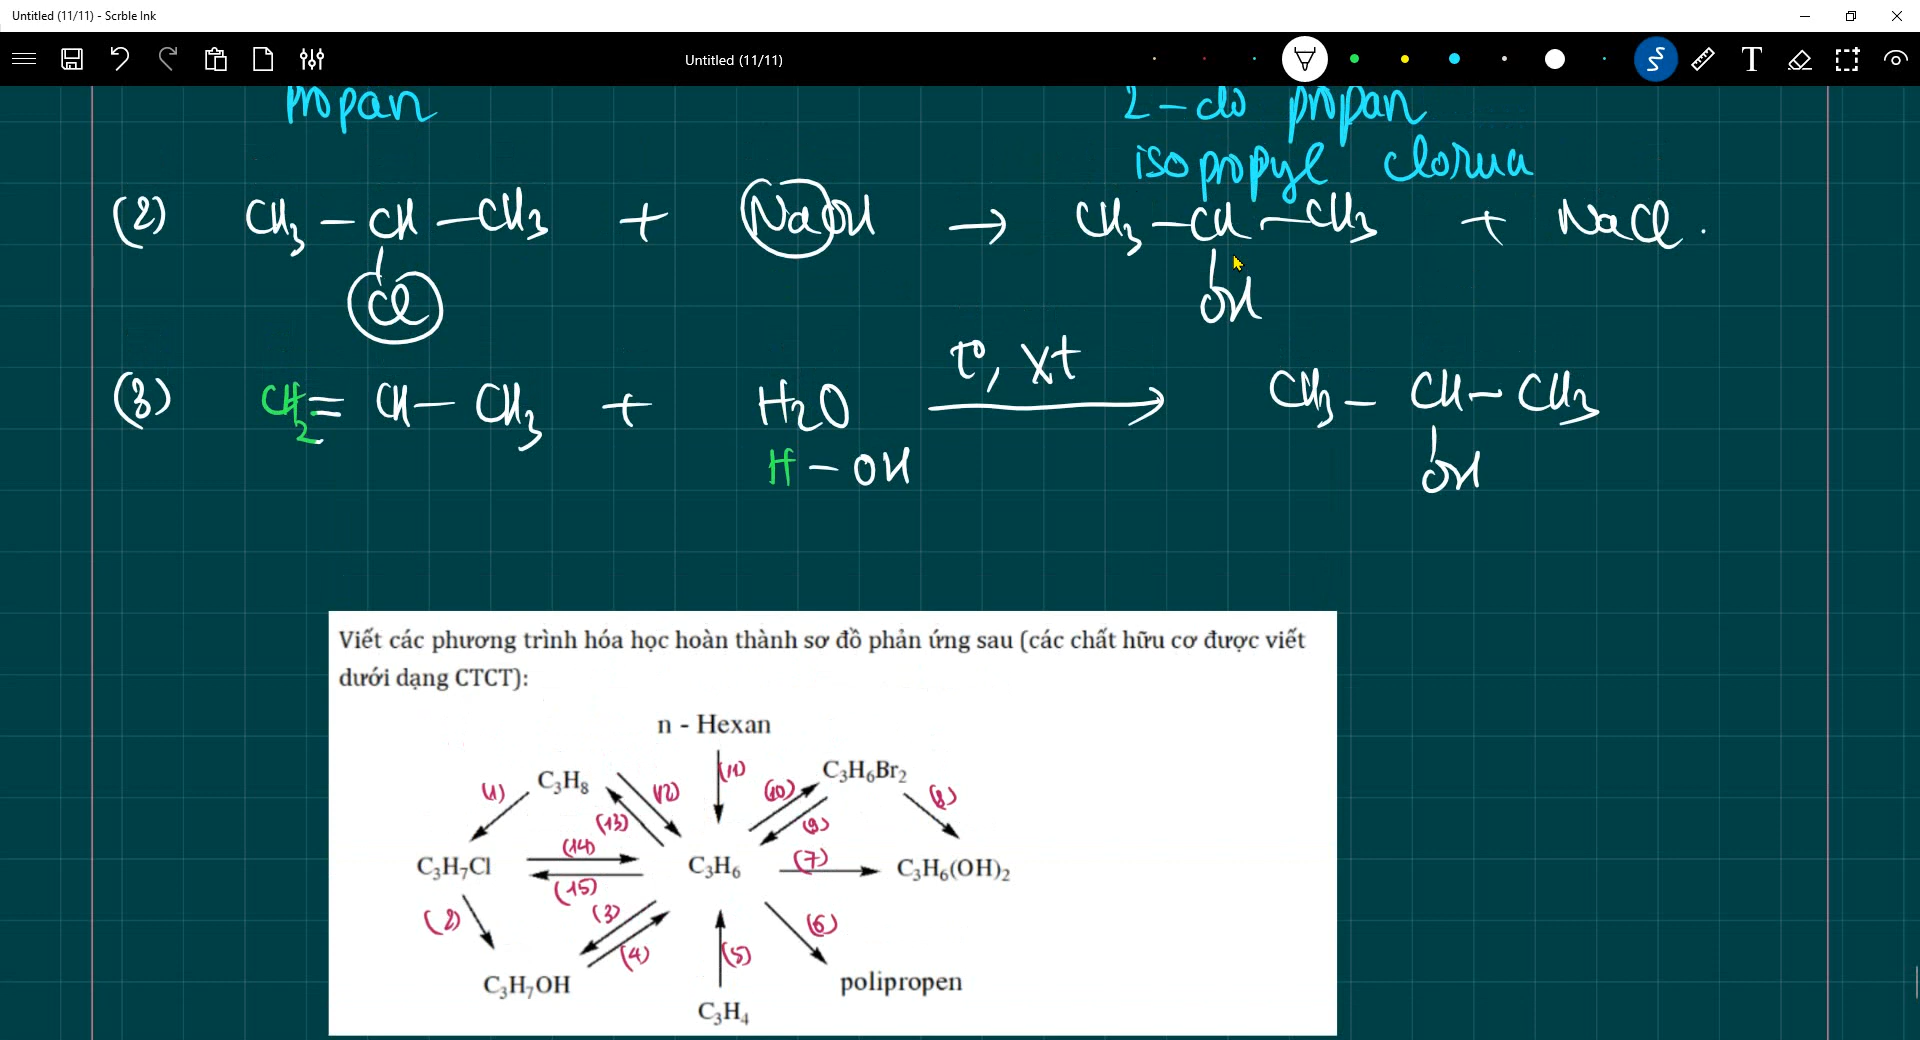 Untitled (11/11) - Scrble Ink
Untitled (11/11)
propan
2-clo propan
isopropyl clorua
(2) CH3 - CH - CH3 + NaOH → CH3 - CH - CH3 + NaCl.
Cl OH
(3) CH2 = CH - CH3 + H2O t°, xt → CH3 - CH - CH3
H - OH OH
Viết các phương trình hóa học hoàn thành sơ đồ phản ứng sau (các chất hữu cơ được viết
dưới dạng CTCT):
n - Hexan
C3H8 (12) (11) (10) C3H6Br2
(1) (13) (9) (8)
C3H7Cl (14) (15) C3H6 (7) C3H6(OH)2
(2) (3) (4) (5) (6)
C3H7OH polipropen
C3H4